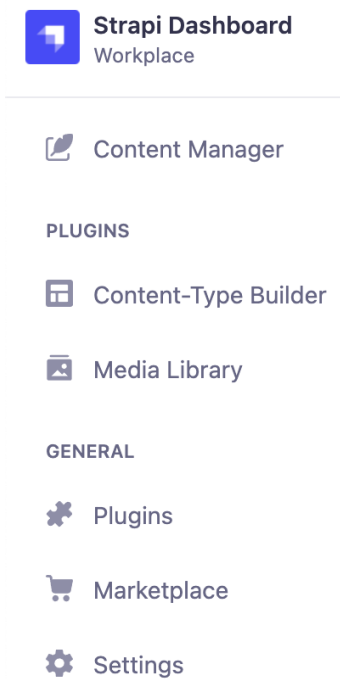 Strapi Dashboard
Workplace
Content Manager
PLUGINS
Content-Type Builder
Media Library
GENERAL
Plugins
Marketplace
Settings